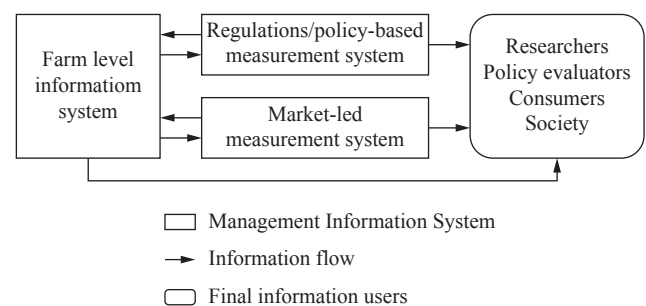 Farm level
informatiom
system
Regulations/policy-based
measurement system
Market-led
measurement system
Researchers
Policy evaluators
Consumers
Society
Management Information System
Information flow
Final information users